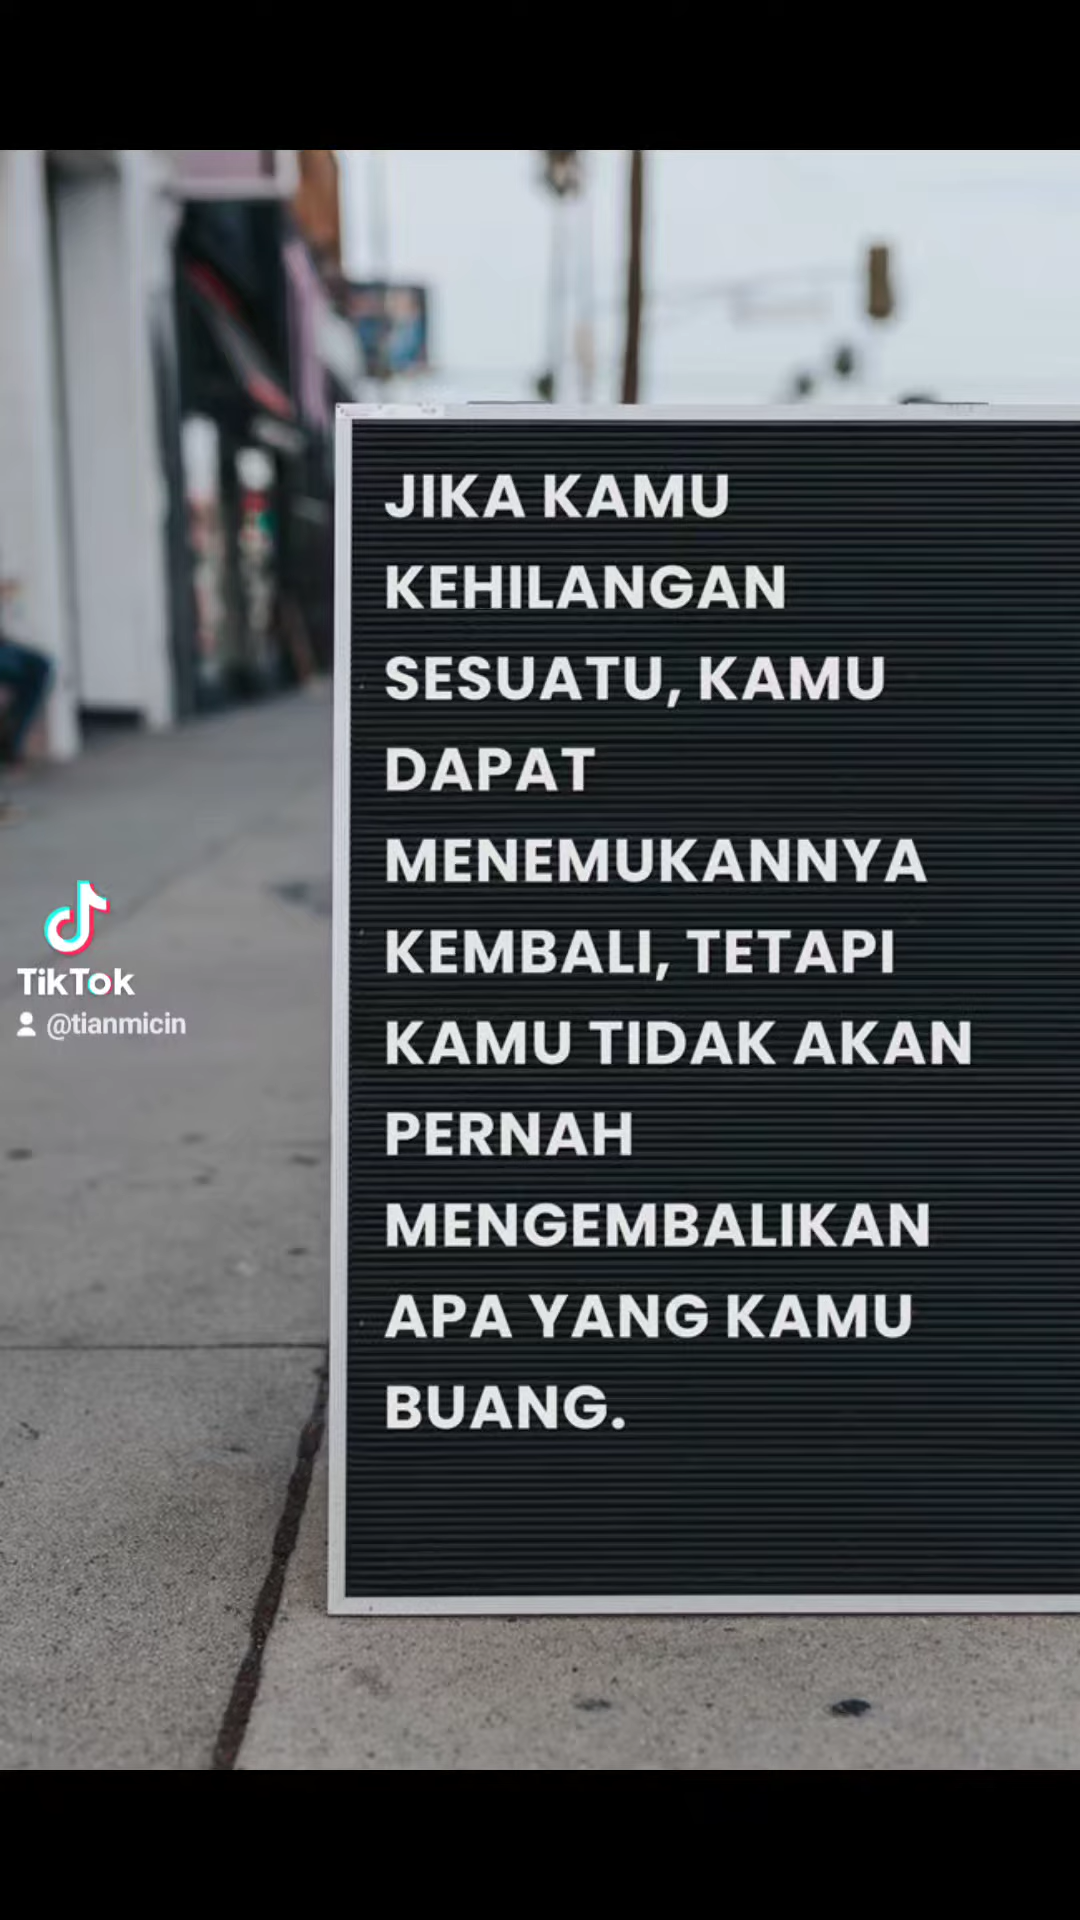 JIKA KAMU
KEHILANGAN
SESUATU, KAMU
DAPAT
MENEMUKANNYA
KEMBALI, TETAPI
KAMU TIDAK AKAN
PERNAH
MENGEMBALIKAN
APA YANG KAMU
BUANG.
TikTok
@tianmicin